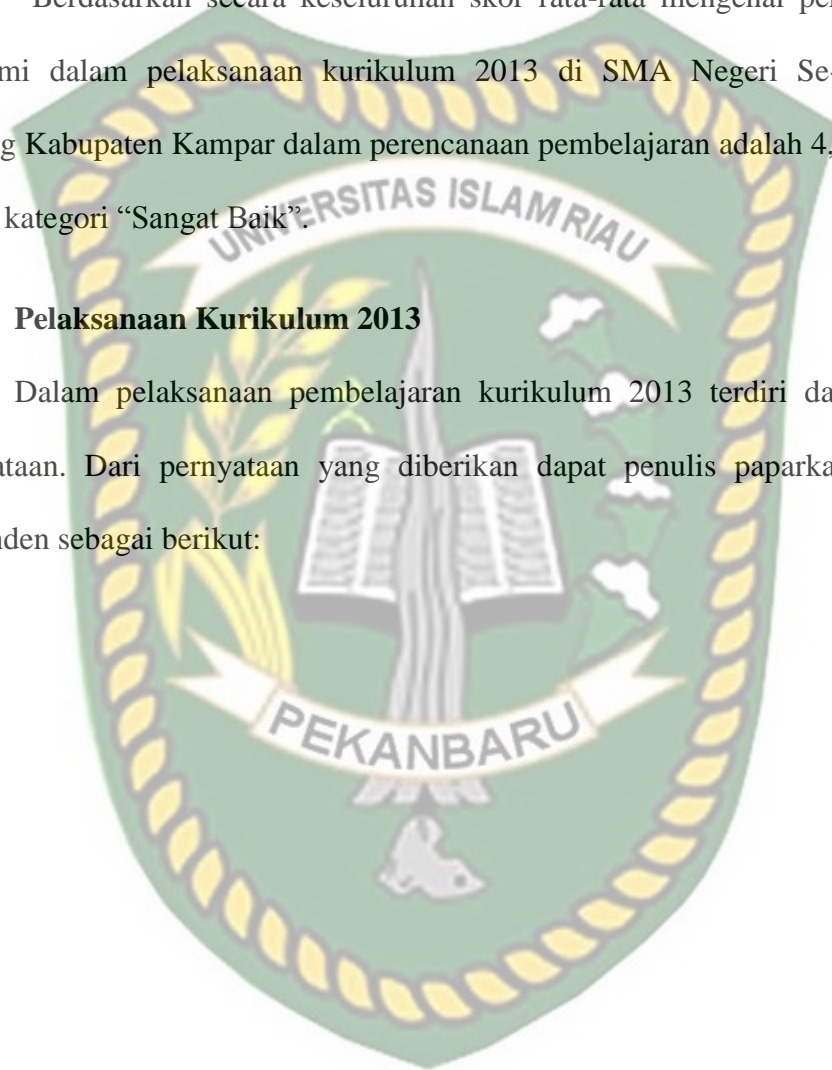 Berdasarkan secara keseluruhan skor rata-rata mengenai per
mi dalam pelaksanaan kurikulum 2013 di SMA Negeri Se-
g Kabupaten Kampar dalam perencanaan pembelajaran adalah 4,
kategori “Sangat Baik”.
UNIVERSITAS ISLAM RIAU
Pelaksanaan Kurikulum 2013
Dalam pelaksanaan pembelajaran kurikulum 2013 terdiri da
ataan. Dari pernyataan yang diberikan dapat penulis paparka
nden sebagai berikut:
PEKANBARU